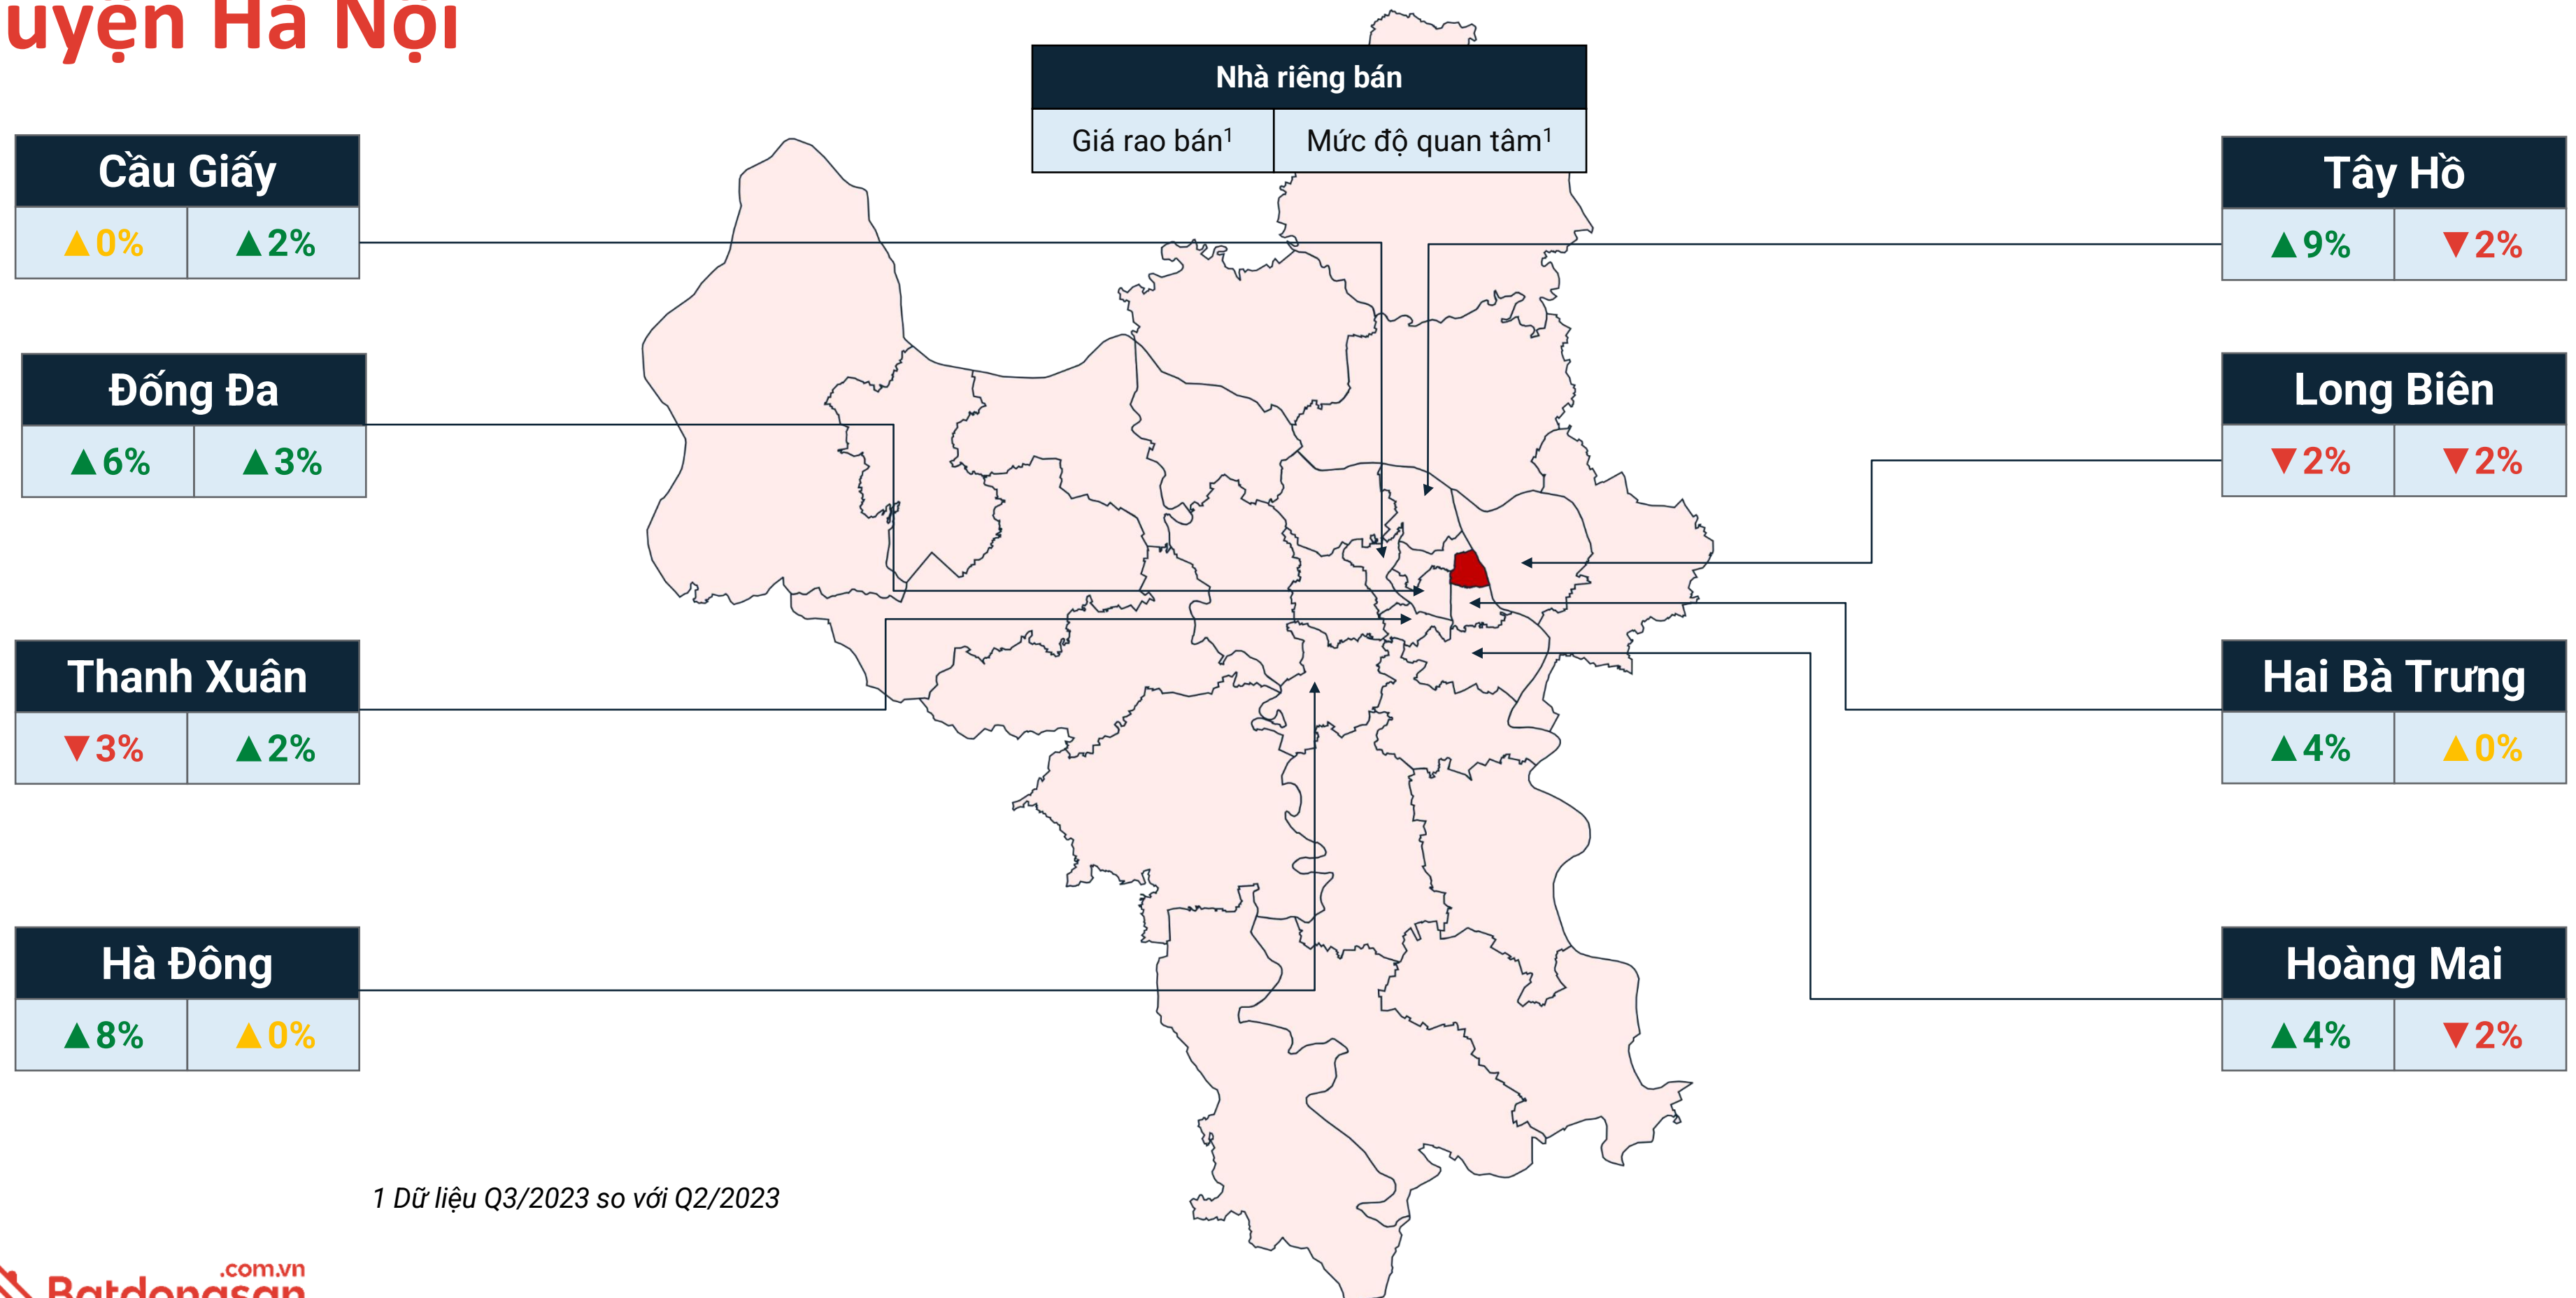 uyện Hà Nội
Nhà riêng bán
Giá rao bán¹ Mức độ quan tâm¹
Cầu Giấy
▲0% ▲2%
Đống Đa
▲6% ▲3%
Thanh Xuân
▼3% ▲2%
Hà Đông
▲8% ▲0%
Tây Hồ
▲9% ▼2%
Long Biên
▼2% ▼2%
Hai Bà Trưng
▲4% ▲0%
Hoàng Mai
▲4% ▼2%
1 Dữ liệu Q3/2023 so với Q2/2023
.com.vn
Batdongsan